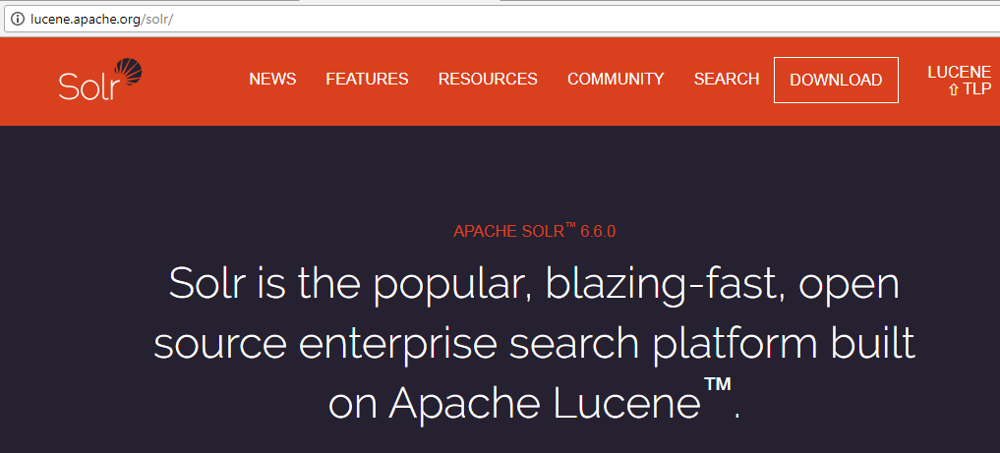 lucene.apache.org/solr/
Solr
NEWS FEATURES RESOURCES COMMUNITY SEARCH DOWNLOAD LUCENE
⇧ TLP
APACHE SOLR™ 6.6.0
Solr is the popular, blazing-fast, open
source enterprise search platform built
on Apache Lucene™.